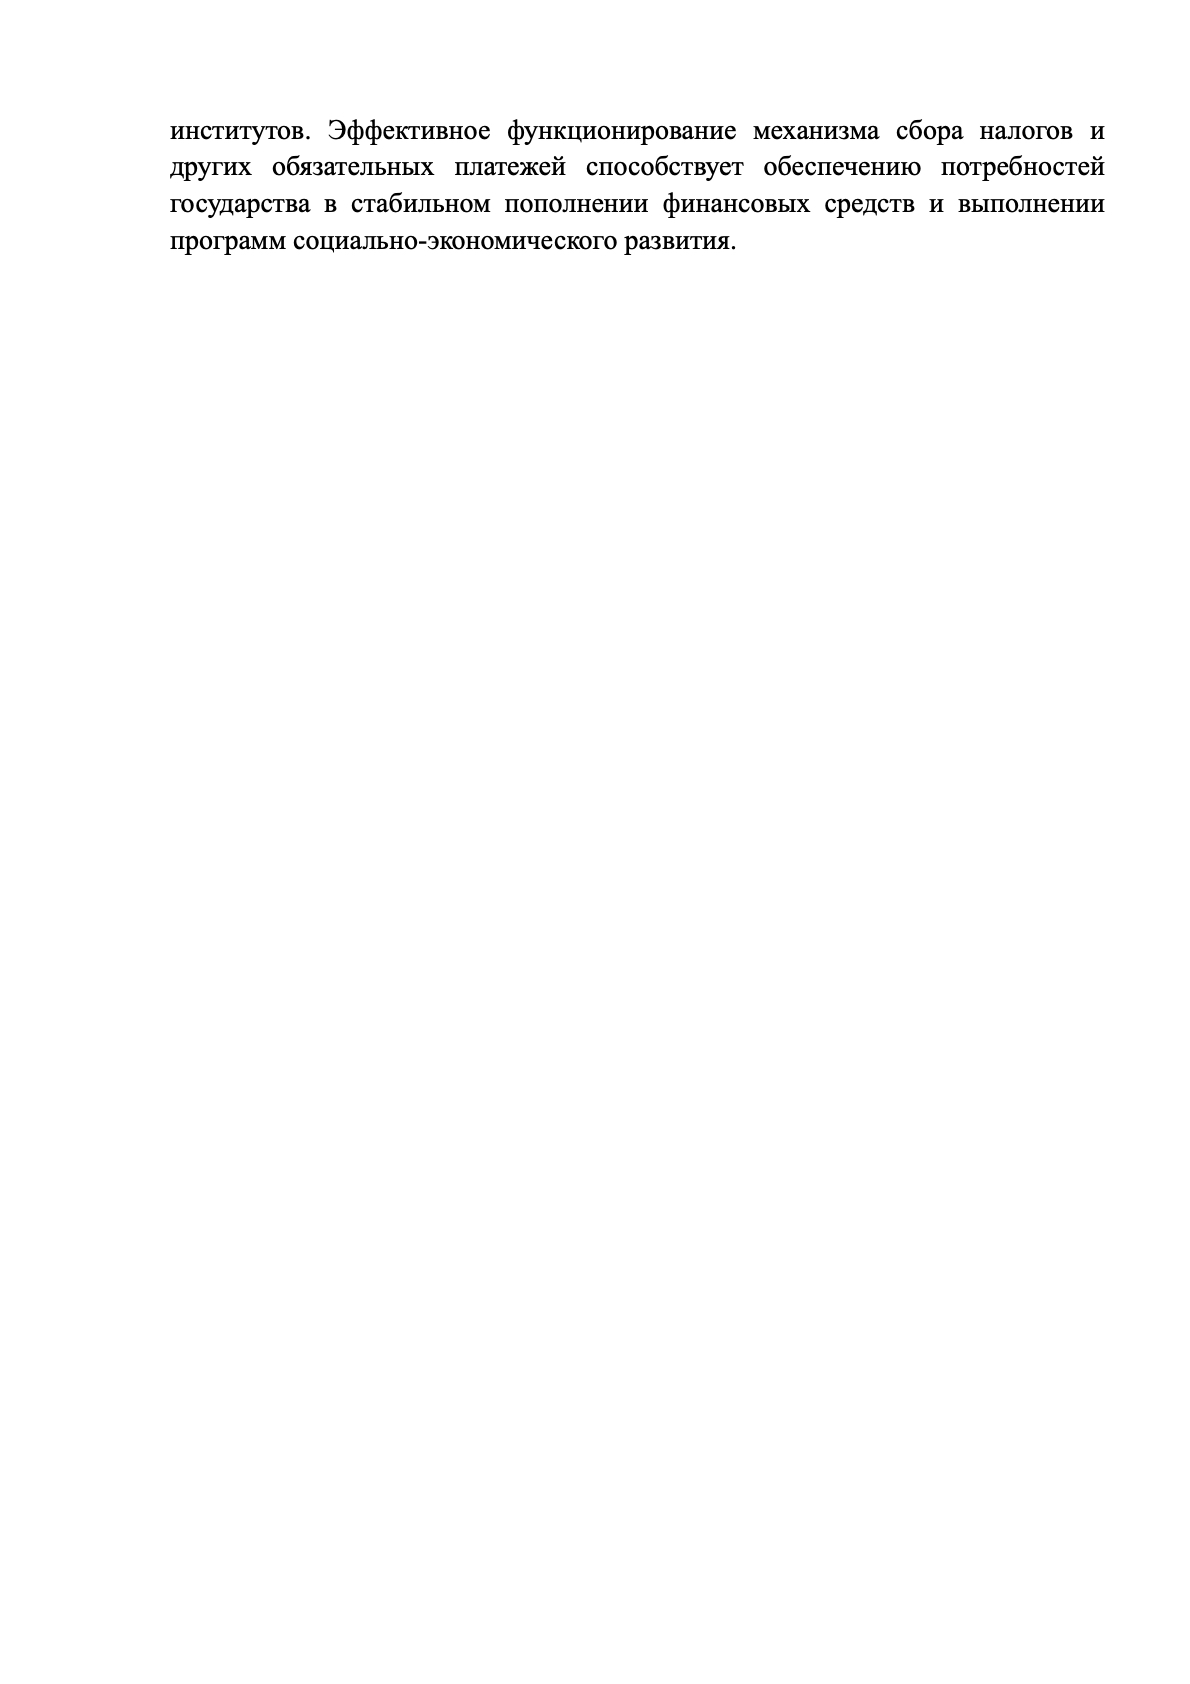 институтов. Эффективное функционирование механизма сбора налогов и
других обязательных платежей способствует обеспечению потребностей
государства в стабильном пополнении финансовых средств и выполнении
программ социально-экономического развития.